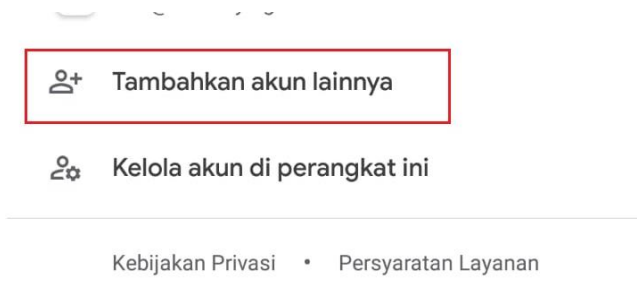 Tambahkan akun lainnya
Kelola akun di perangkat ini
Kebijakan Privasi • Persyaratan Layanan